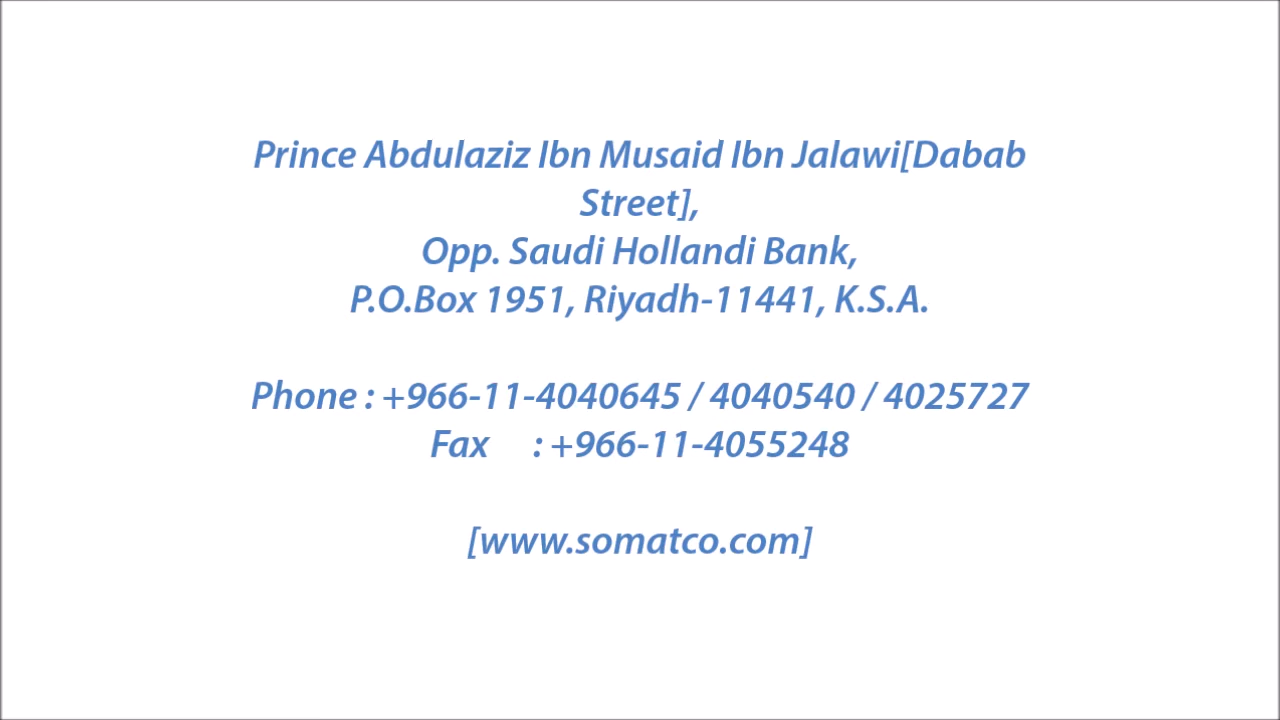 Prince Abdulaziz Ibn Musaid Ibn Jalawi[Dabab
Street],
Opp. Saudi Hollandi Bank,
P.O.Box 1951, Riyadh-11441, K.S.A.
Phone : +966-11-4040645 / 4040540 / 4025727
Fax : +966-11-4055248
[www.somatco.com]